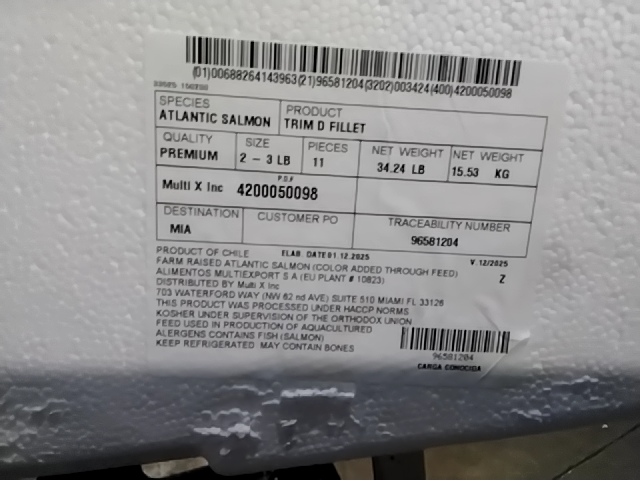 (01)00688264143963(21)96581204(3202)003424(400)4200050098
SPECIES
ATLANTIC SALMON
PRODUCT
TRIM D FILLET
QUALITY
PREMIUM
SIZE
2 - 3 LB
PIECES
11
NET WEIGHT
34.24 LB
NET WEIGHT
15.53 KG
P.O.#
Multi X Inc 4200050098
DESTINATION
MIA
CUSTOMER PO
TRACEABILITY NUMBER
96581204
PRODUCT OF CHILE ELAB. DATE 01.12.2025 V.12/2025
FARM RAISED ATLANTIC SALMON (COLOR ADDED THROUGH FEED) Z
ALIMENTOS MULTIEXPORT S A (EU PLANT # 10823)
DISTRIBUTED BY Multi X Inc
703 WATERFORD WAY (NW 62 nd AVE) SUITE 510 MIAMI FL 33126
THIS PRODUCT WAS PROCESSED UNDER HACCP NORMS
KOSHER UNDER SUPERVISION OF THE ORTHODOX UNION
FEED USED IN PRODUCTION OF AQUACULTURED
ALERGENS CONTAINS FISH (SALMON)
KEEP REFRIGERATED MAY CONTAIN BONES
96581204
CARGA CONOCIDA